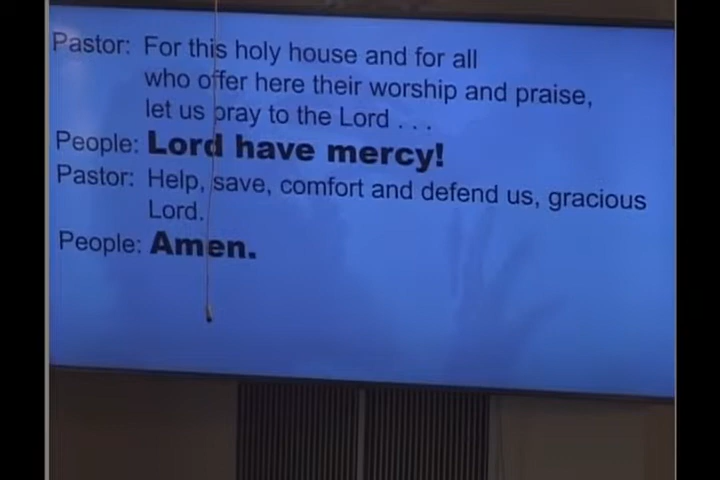 Pastor: For this holy house and for all
who offer here their worship and praise,
let us pray to the Lord . . .
People: Lord have mercy!
Pastor: Help, save, comfort and defend us, gracious
Lord.
People: Amen.